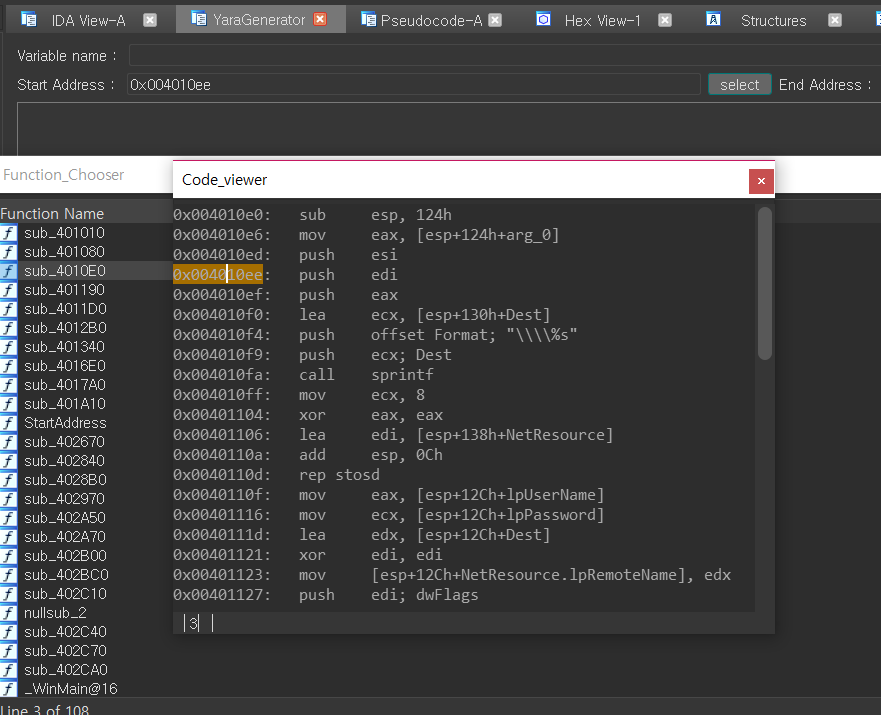 IDA View-A YaraGenerator Pseudocode-A Hex View-1 Structures
Variable name :
Start Address : 0x004010ee select End Address :
Function_Chooser
Code_viewer
Function Name
sub_401010
sub_401080
sub_4010E0
sub_401190
sub_4011D0
sub_4012B0
sub_401340
sub_4016E0
sub_4017A0
sub_401A10
StartAddress
sub_402670
sub_402840
sub_4028B0
sub_402970
sub_402A50
sub_402A70
sub_402B00
sub_402BC0
sub_402C10
nullsub_2
sub_402C40
sub_402C70
sub_402CA0
_WinMain@16
Line 3 of 108
0x004010e0: sub esp, 124h
0x004010e6: mov eax, [esp+124h+arg_0]
0x004010ed: push esi
0x004010ee: push edi
0x004010ef: push eax
0x004010f0: lea ecx, [esp+130h+Dest]
0x004010f4: push offset Format; "\\\\%s"
0x004010f9: push ecx; Dest
0x004010fa: call sprintf
0x004010ff: mov ecx, 8
0x00401104: xor eax, eax
0x00401106: lea edi, [esp+138h+NetResource]
0x0040110a: add esp, 0Ch
0x0040110d: rep stosd
0x0040110f: mov eax, [esp+12Ch+lpUserName]
0x00401116: mov ecx, [esp+12Ch+lpPassword]
0x0040111d: lea edx, [esp+12Ch+Dest]
0x00401121: xor edi, edi
0x00401123: mov [esp+12Ch+NetResource.lpRemoteName], edx
0x00401127: push edi; dwFlags
|3| |